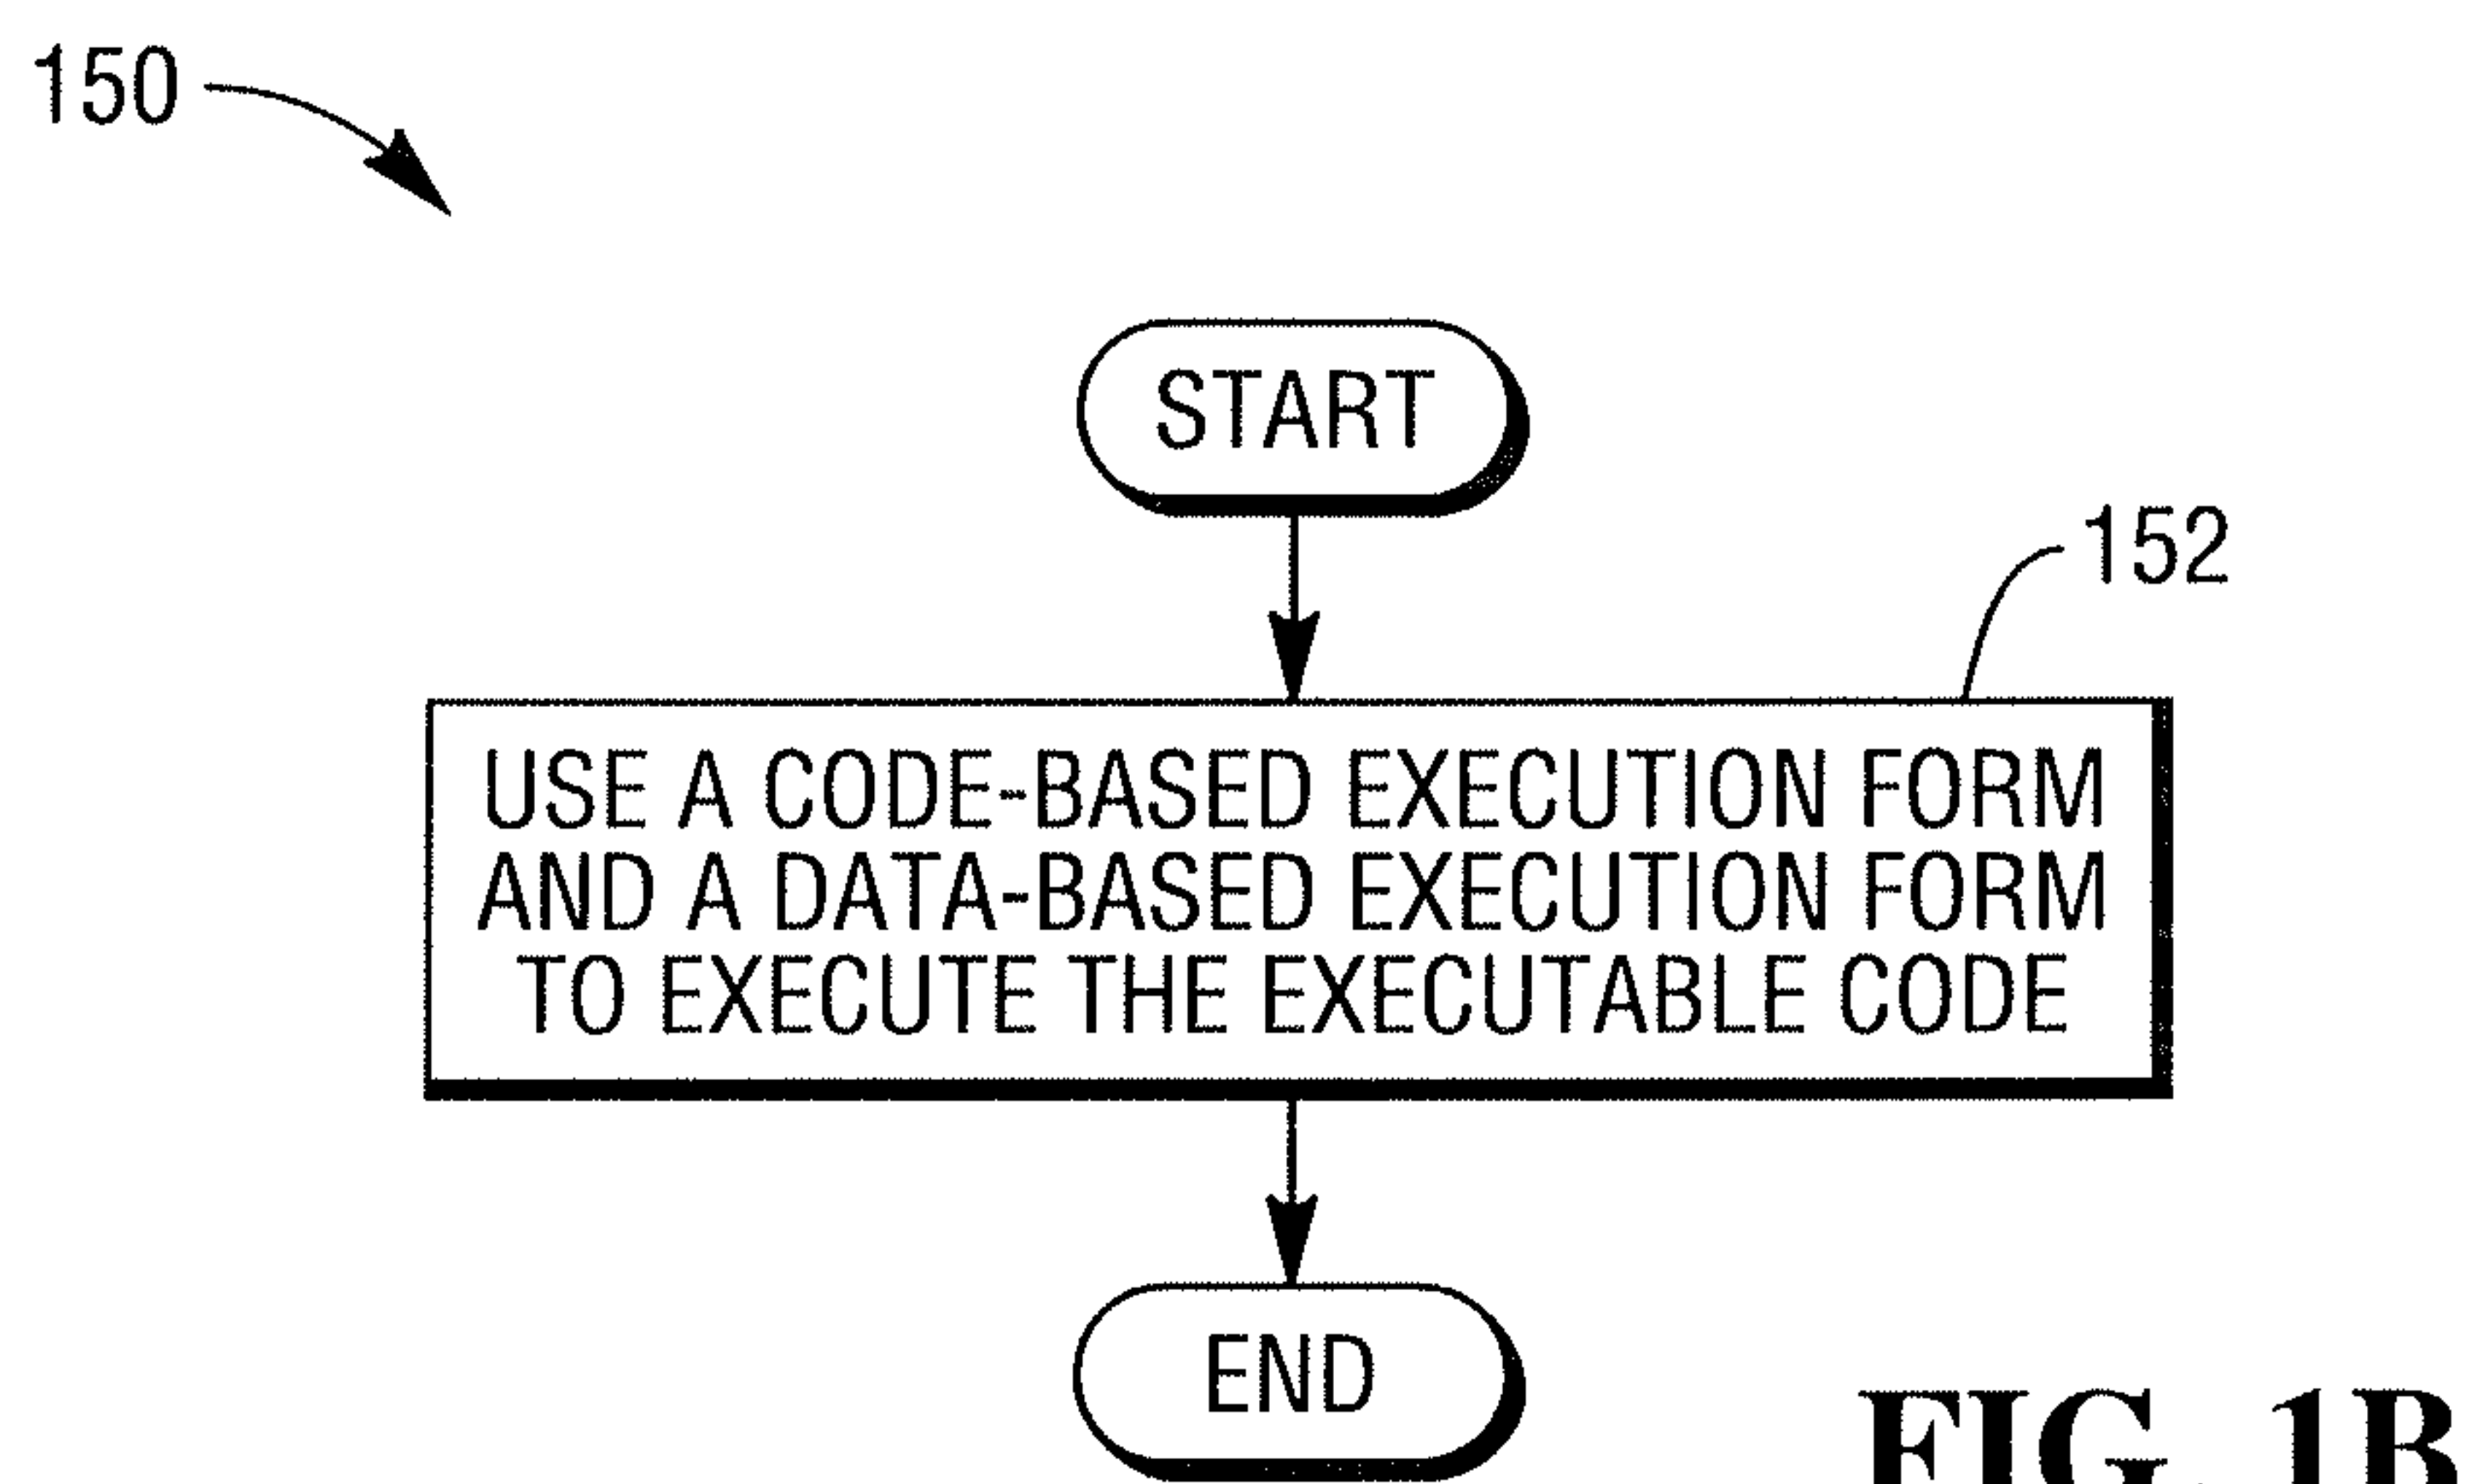 150
START
152
USE A CODE-BASED EXECUTION FORM
AND A DATA-BASED EXECUTION FORM
TO EXECUTE THE EXECUTABLE CODE
END
FIG. 1B